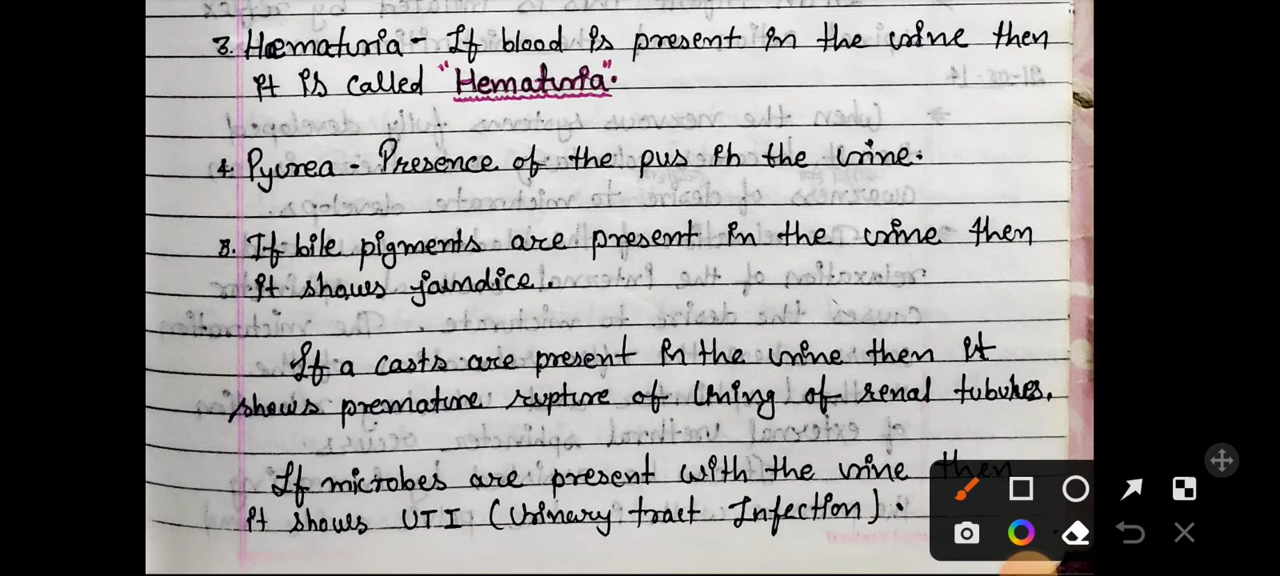 3. Haematuria - If blood is present in the urine then
it is called "Hematuria".
4. Pyurea - Presence of the pus in the urine.
5. If bile pigments are present in the urine then
it shows jaundice.
If a casts are present in the urine then it
shows premature rupture of lining of renal tubules.
If microbes are present with the urine then
it shows UTI (Urinary tract Infection).